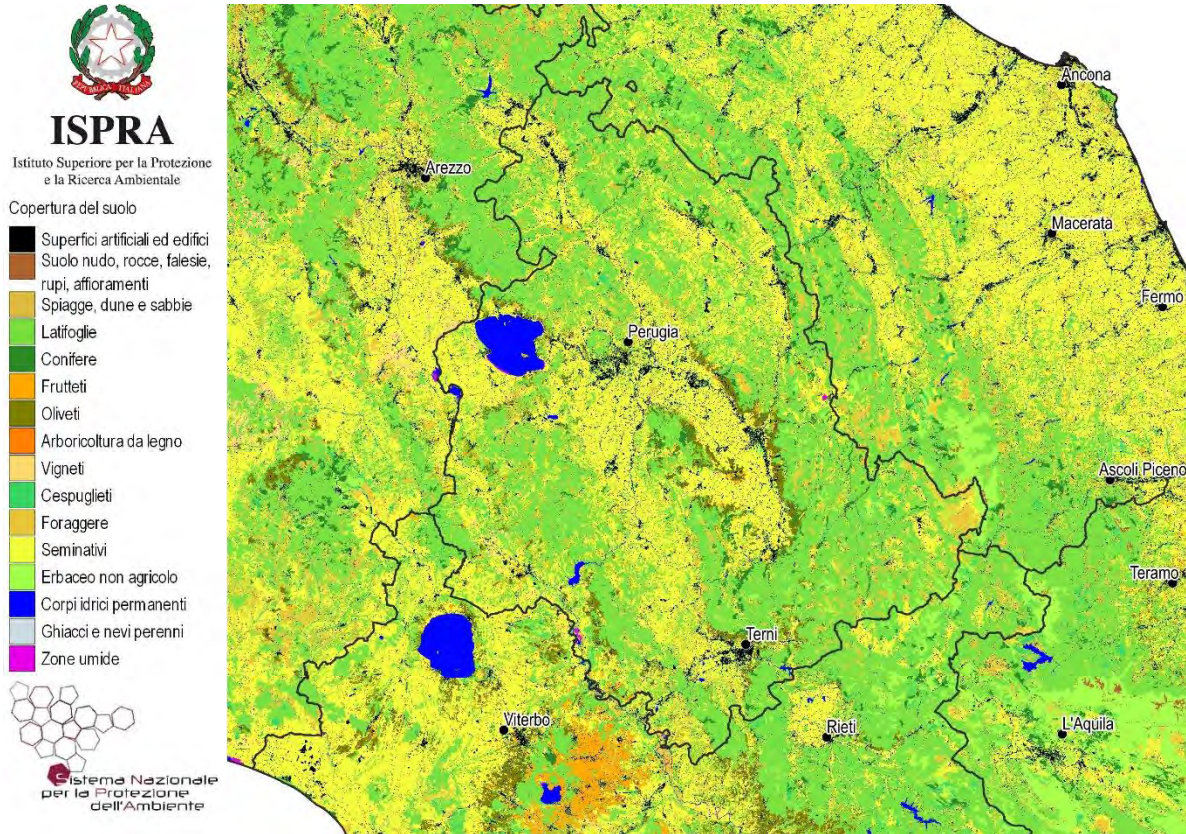 REPVBBLICA ITALIANA
ISPRA
Istituto Superiore per la Protezione
e la Ricerca Ambientale
Copertura del suolo
Superfici artificiali ed edifici
Suolo nudo, rocce, falesie,
rupi, affioramenti
Spiagge, dune e sabbie
Latifoglie
Conifere
Frutteti
Oliveti
Arboricoltura da legno
Vigneti
Cespuglieti
Foraggere
Seminativi
Erbaceo non agricolo
Corpi idrici permanenti
Ghiacci e nevi perenni
Zone umide
Sistema Nazionale
per la Protezione
dell'Ambiente
Ancona
Arezzo
Macerata
Fermo
Perugia
Ascoli Piceno
Teramo
Terni
Viterbo
Rieti
L'Aquila